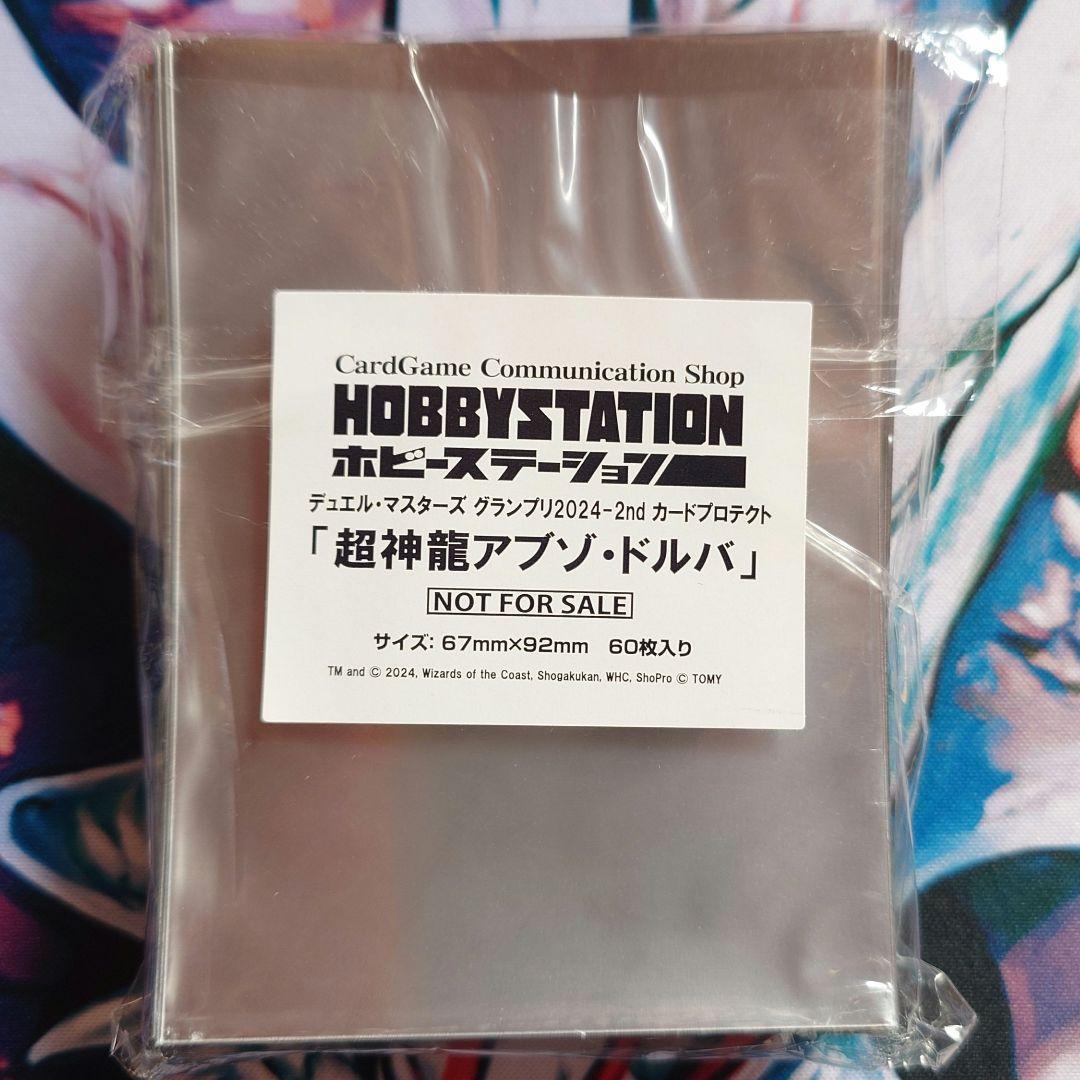 CardGame Communication Shop
HOBBYSTATION
ホビーステーション
デュエル・マスターズ グランプリ2024-2nd カードプロテクト
「超神龍アブゾ・ドルバ」
NOT FOR SALE
サイズ: 67mm×92mm 60枚入り
TM and © 2024, Wizards of the Coast, Shogakukan, WHC, ShoPro © TOMY